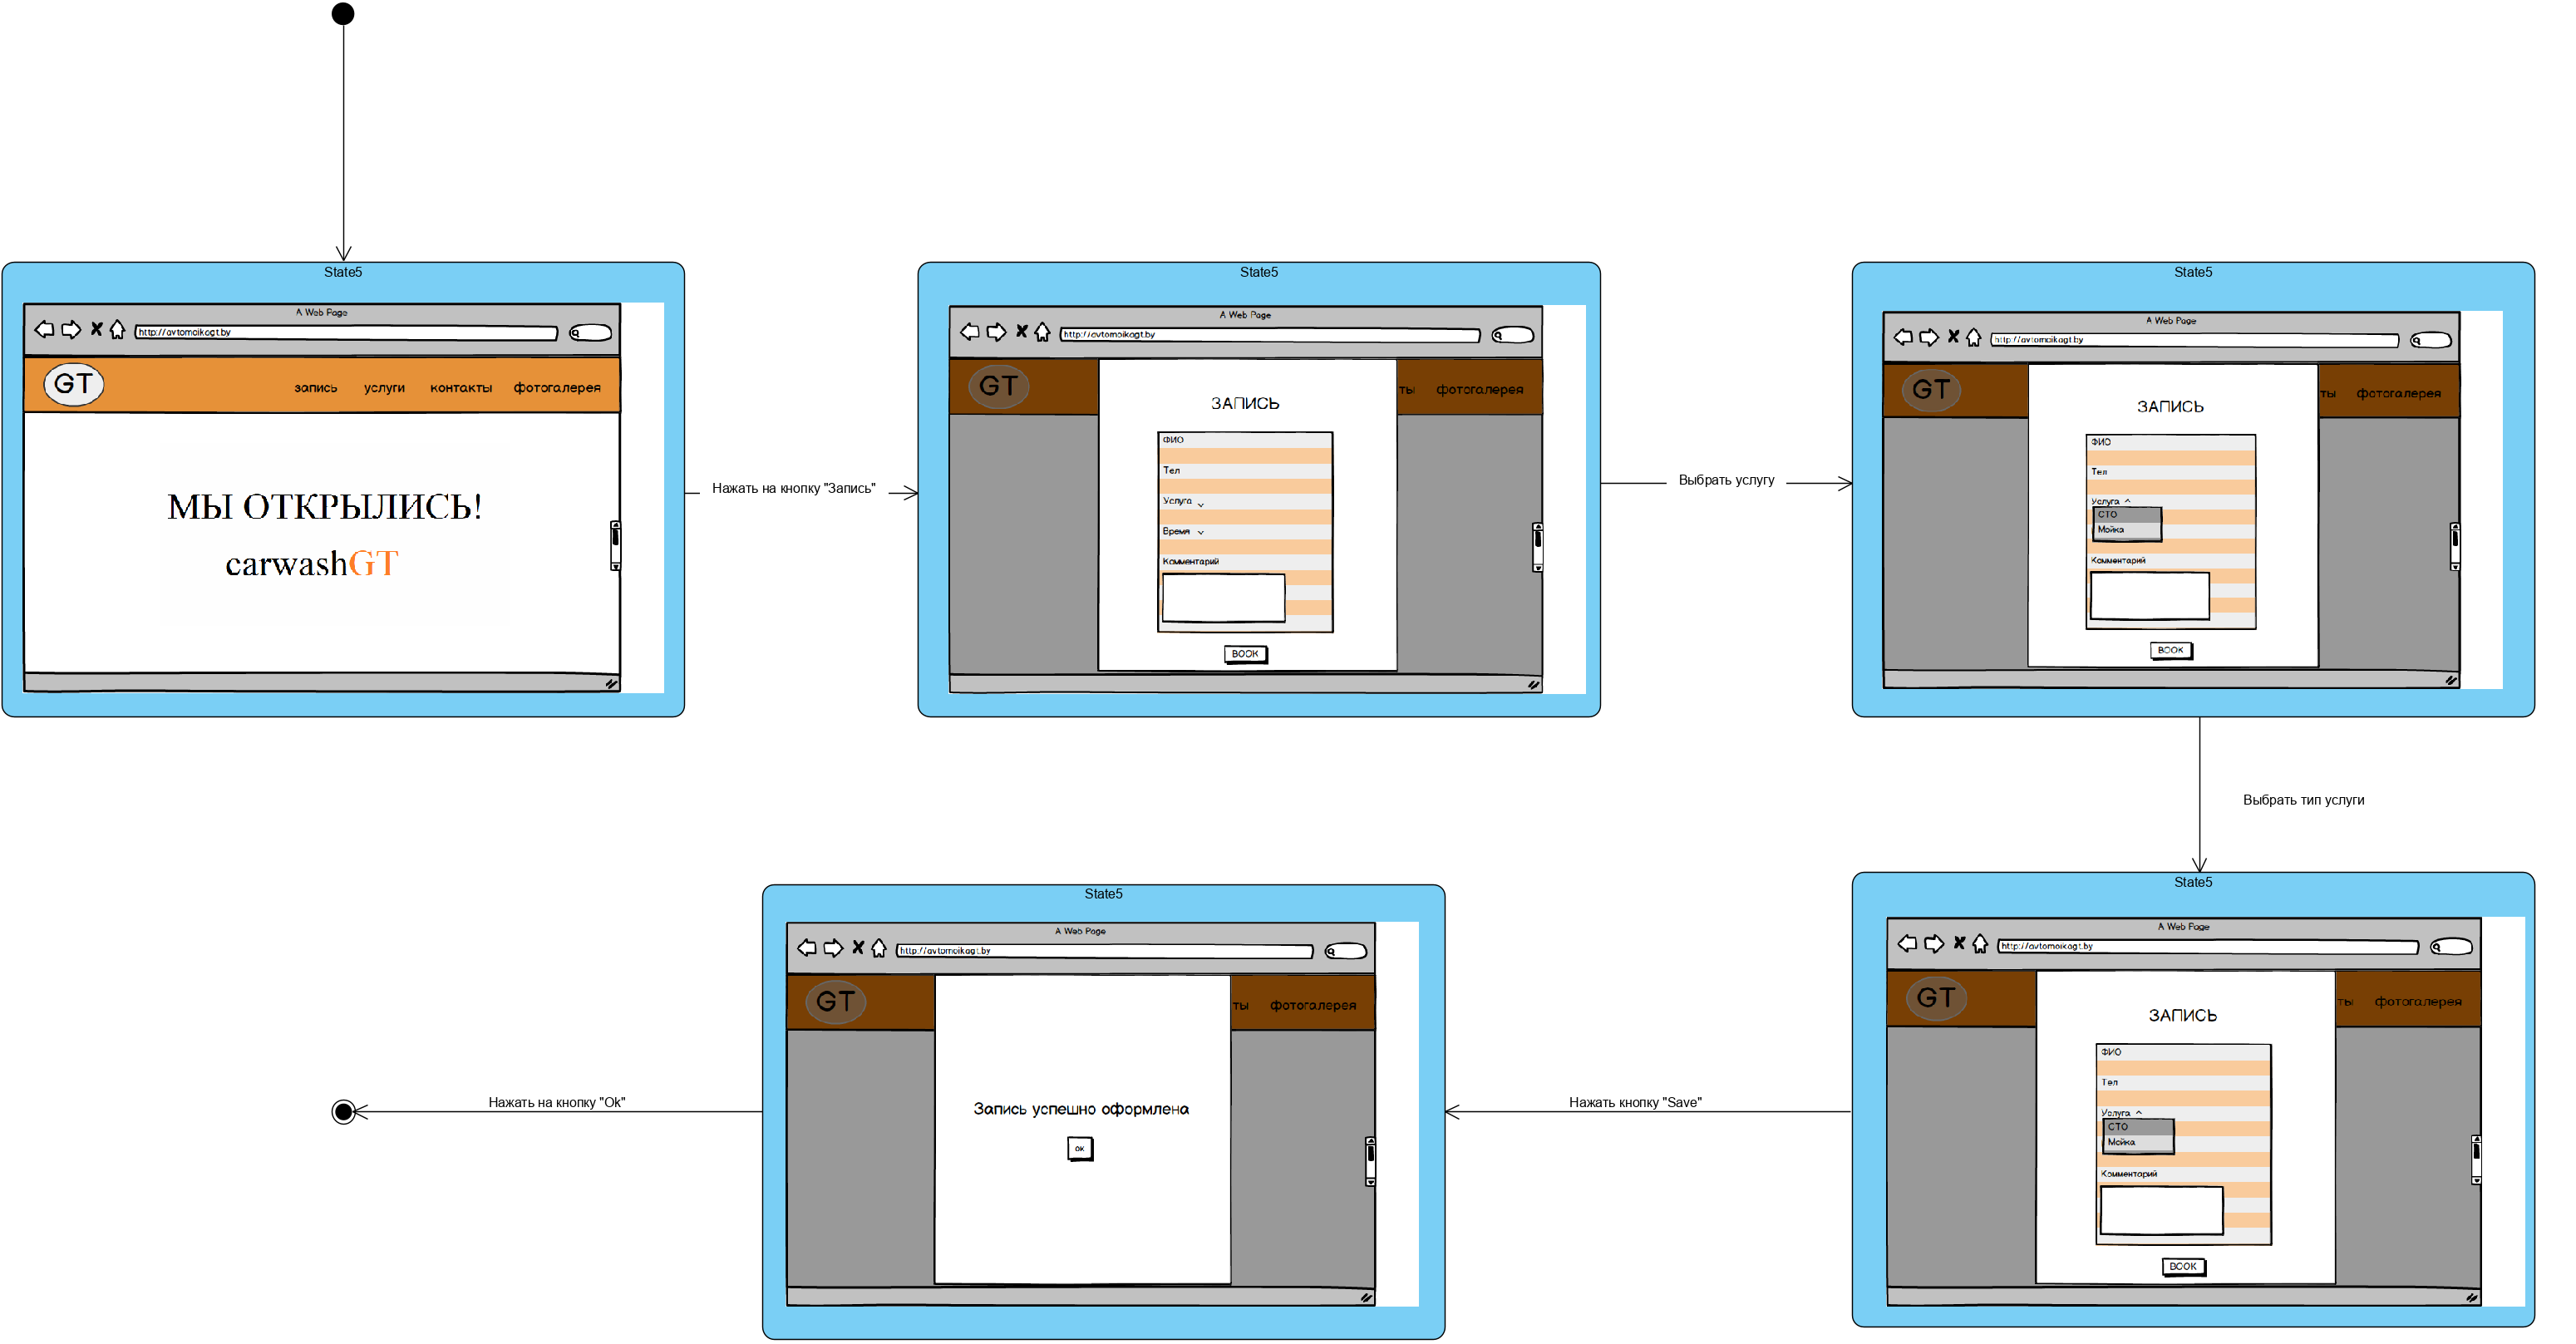 State5
A Web Page
http://avtomoikagt.by
GT
запись услуги контакты фотогалерея
МЫ ОТКРЫЛИСЬ!
carwashGT
Нажать на кнопку "Запись"
State5
A Web Page
http://avtomoikagt.by
GT
ты фотогалерея
ЗАПИСЬ
ФИО
Тел
Услуга
Время
Комментарий
BOOK
Выбрать услугу
State5
A Web Page
http://avtomoikagt.by
GT
ты фотогалерея
ЗАПИСЬ
ФИО
Тел
Услуга
СТО
Мойка
Комментарий
BOOK
Выбрать тип услуги
State5
A Web Page
http://avtomoikagt.by
GT
ты фотогалерея
ЗАПИСЬ
ФИО
Тел
Услуга
СТО
Мойка
Комментарий
BOOK
Нажать кнопку "Save"
State5
A Web Page
http://avtomoikagt.by
GT
ты фотогалерея
Запись успешно оформлена
OK
Нажать на кнопку "Ok"